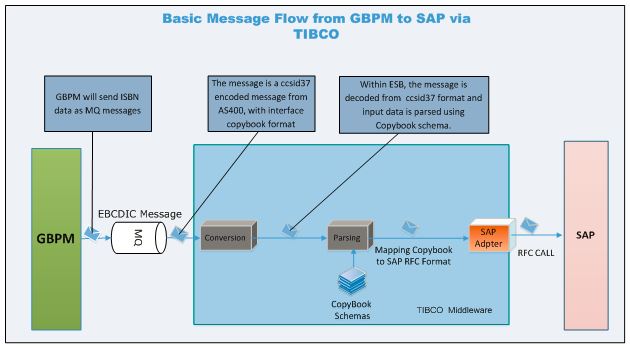 Basic Message Flow from GBPM to SAP via
TIBCO
GBPM will send ISBN
data as MQ messages
The message is a ccsid37
encoded message from
AS400, with interface
copybook format
Within ESB, the message is
decoded from ccsid37 format and
input data is parsed using
Copybook schema.
GBPM
EBCDIC Message
MQ
Conversion
Parsing
Mapping Copybook
to SAP RFC Format
CopyBook
Schemas
SAP
Adpter
RFC CALL
SAP
TIBCO Middleware